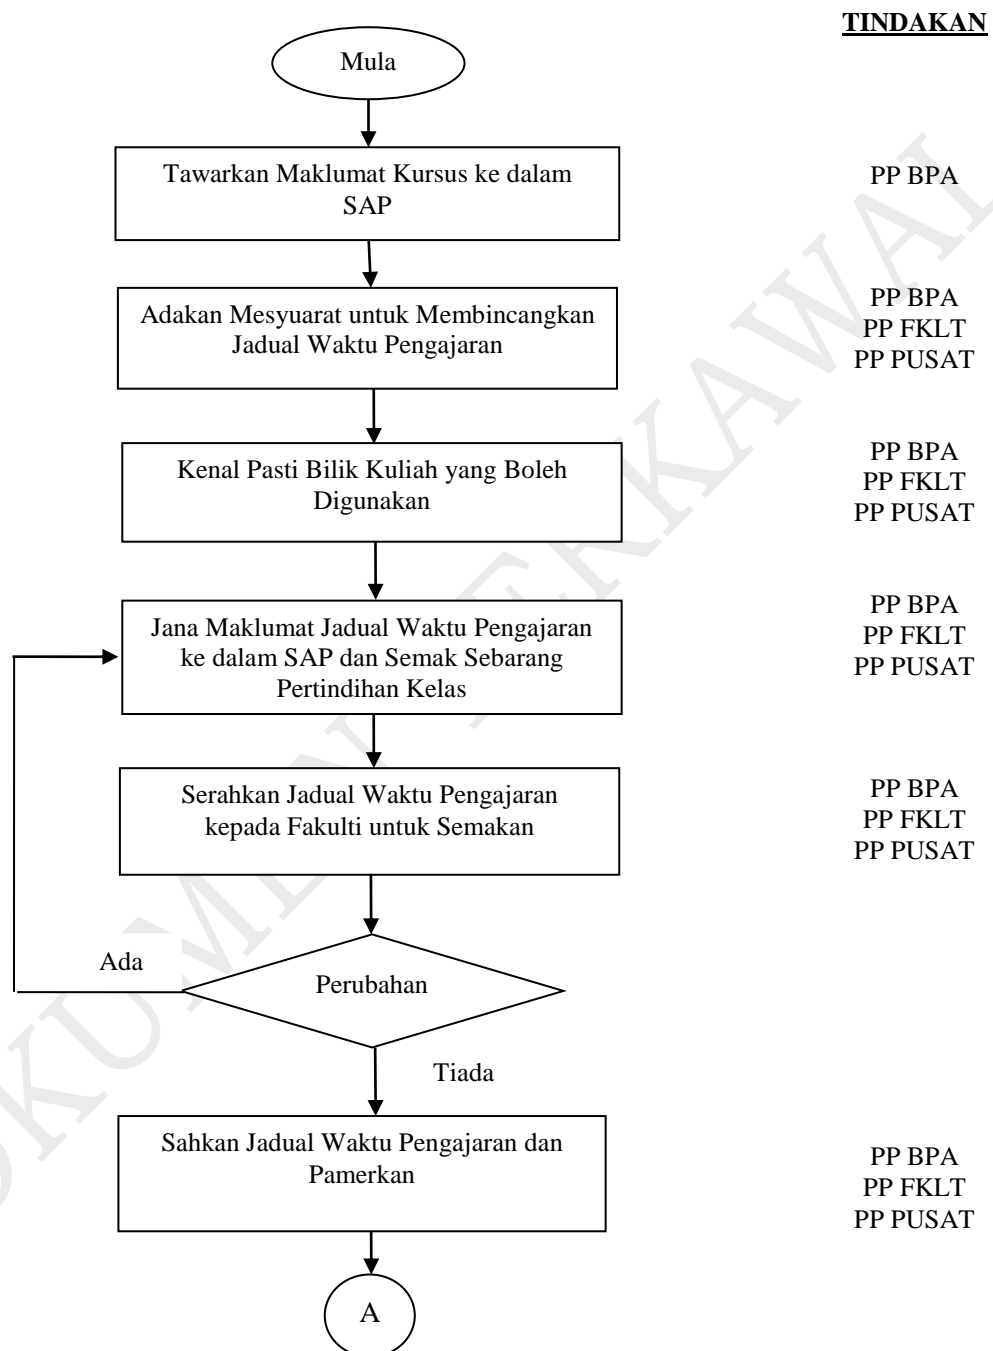 TINDAKAN
Mula
Tawarkan Maklumat Kursus ke dalam
SAP
PP BPA
Adakan Mesyuarat untuk Membincangkan
Jadual Waktu Pengajaran
PP BPA
PP FKLT
PP PUSAT
Kenal Pasti Bilik Kuliah yang Boleh
Digunakan
PP BPA
PP FKLT
PP PUSAT
Jana Maklumat Jadual Waktu Pengajaran
ke dalam SAP dan Semak Sebarang
Pertindihan Kelas
PP BPA
PP FKLT
PP PUSAT
Serahkan Jadual Waktu Pengajaran
kepada Fakulti untuk Semakan
PP BPA
PP FKLT
PP PUSAT
Ada
Perubahan
Tiada
Sahkan Jadual Waktu Pengajaran dan
Pamerkan
PP BPA
PP FKLT
PP PUSAT
A